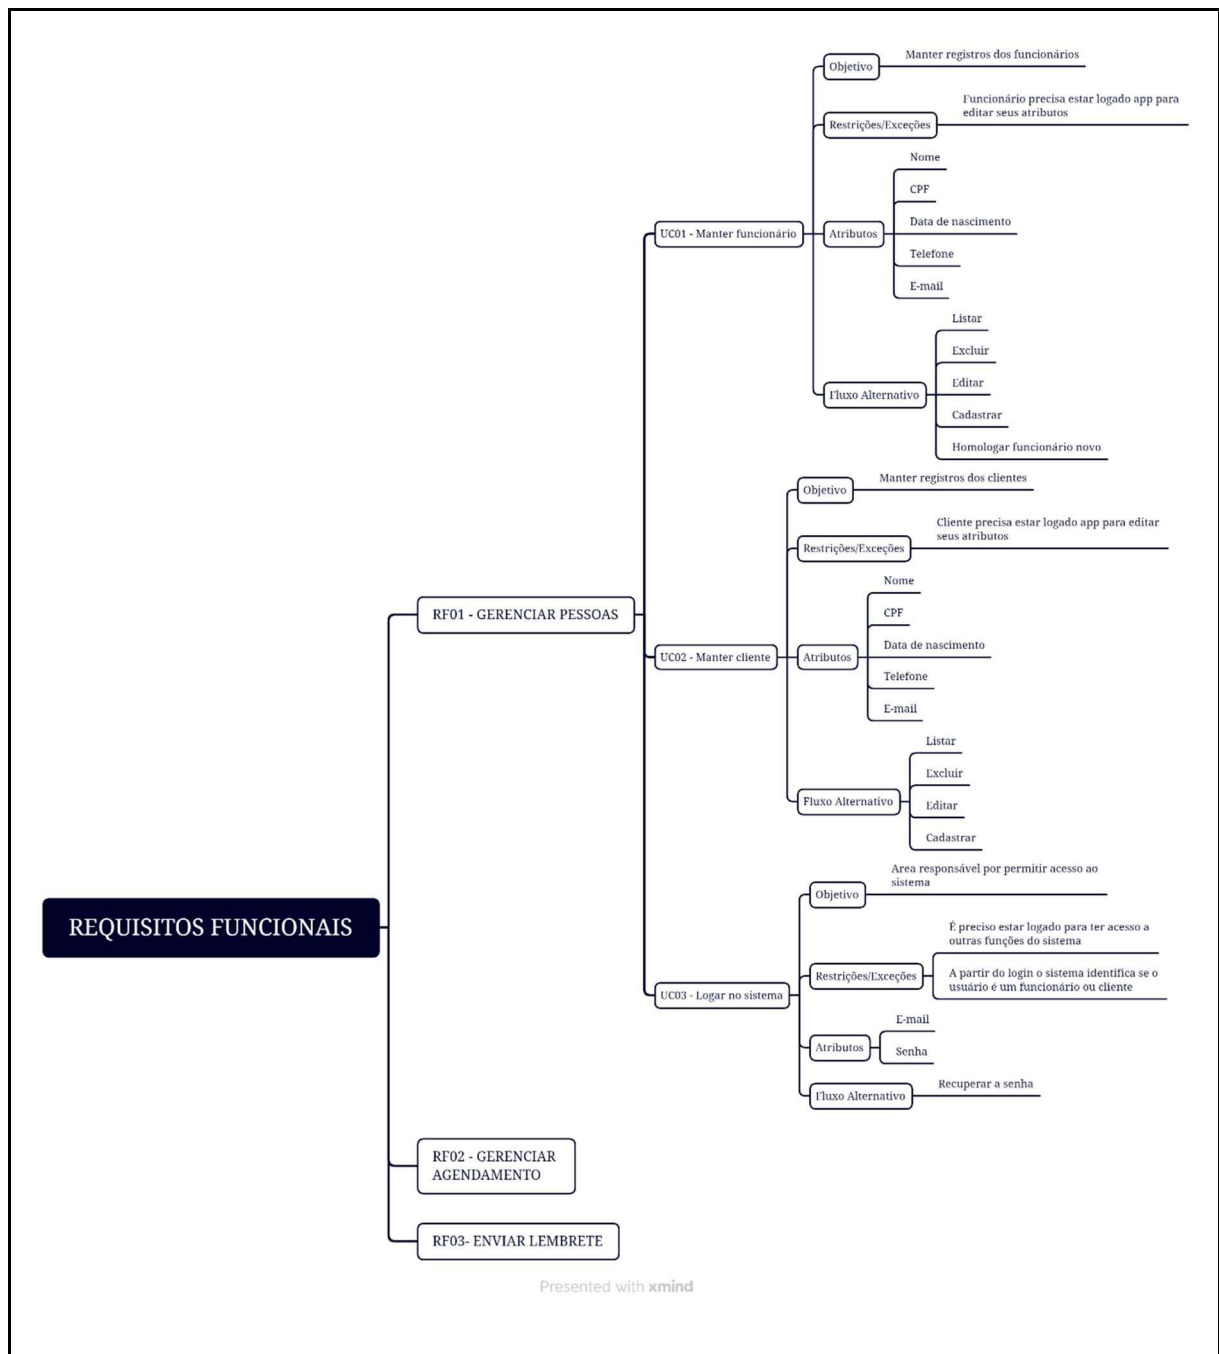 REQUISITOS FUNCIONAIS
RF01 - GERENCIAR PESSOAS
UC01 - Manter funcionário
Objetivo
Manter registros dos funcionários
Restrições/Exceções
Funcionário precisa estar logado app para
editar seus atributos
Atributos
Nome
CPF
Data de nascimento
Telefone
E-mail
Fluxo Alternativo
Listar
Excluir
Editar
Cadastrar
Homologar funcionário novo
UC02 - Manter cliente
Objetivo
Manter registros dos clientes
Restrições/Exceções
Cliente precisa estar logado app para editar
seus atributos
Atributos
Nome
CPF
Data de nascimento
Telefone
E-mail
Fluxo Alternativo
Listar
Excluir
Editar
Cadastrar
UC03 - Logar no sistema
Objetivo
Area responsável por permitir acesso ao
sistema
Restrições/Exceções
É preciso estar logado para ter acesso a
outras funções do sistema
A partir do login o sistema identifica se o
usuário é um funcionário ou cliente
Atributos
E-mail
Senha
Fluxo Alternativo
Recuperar a senha
RF02 - GERENCIAR
AGENDAMENTO
RF03- ENVIAR LEMBRETE
Presented with xmind